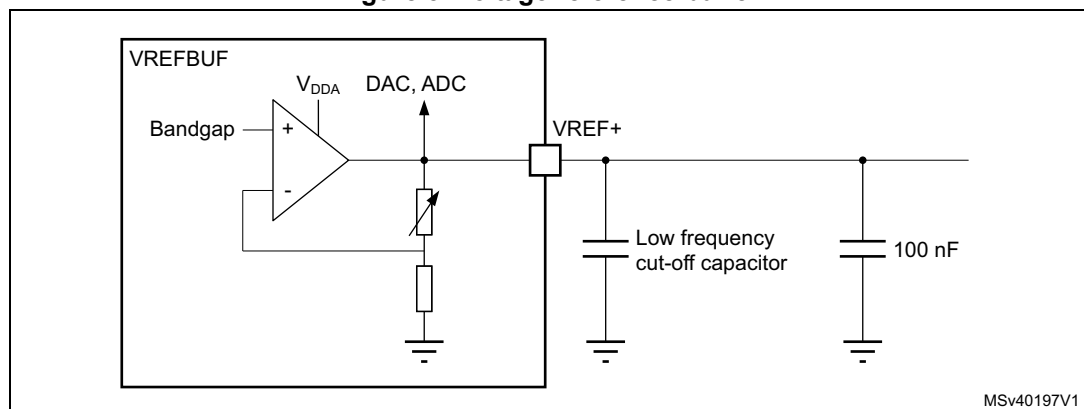 VREFBUF
VDDA
DAC, ADC
Bandgap
+
-
VREF+
Low frequency
cut-off capacitor
100 nF
MSv40197V1